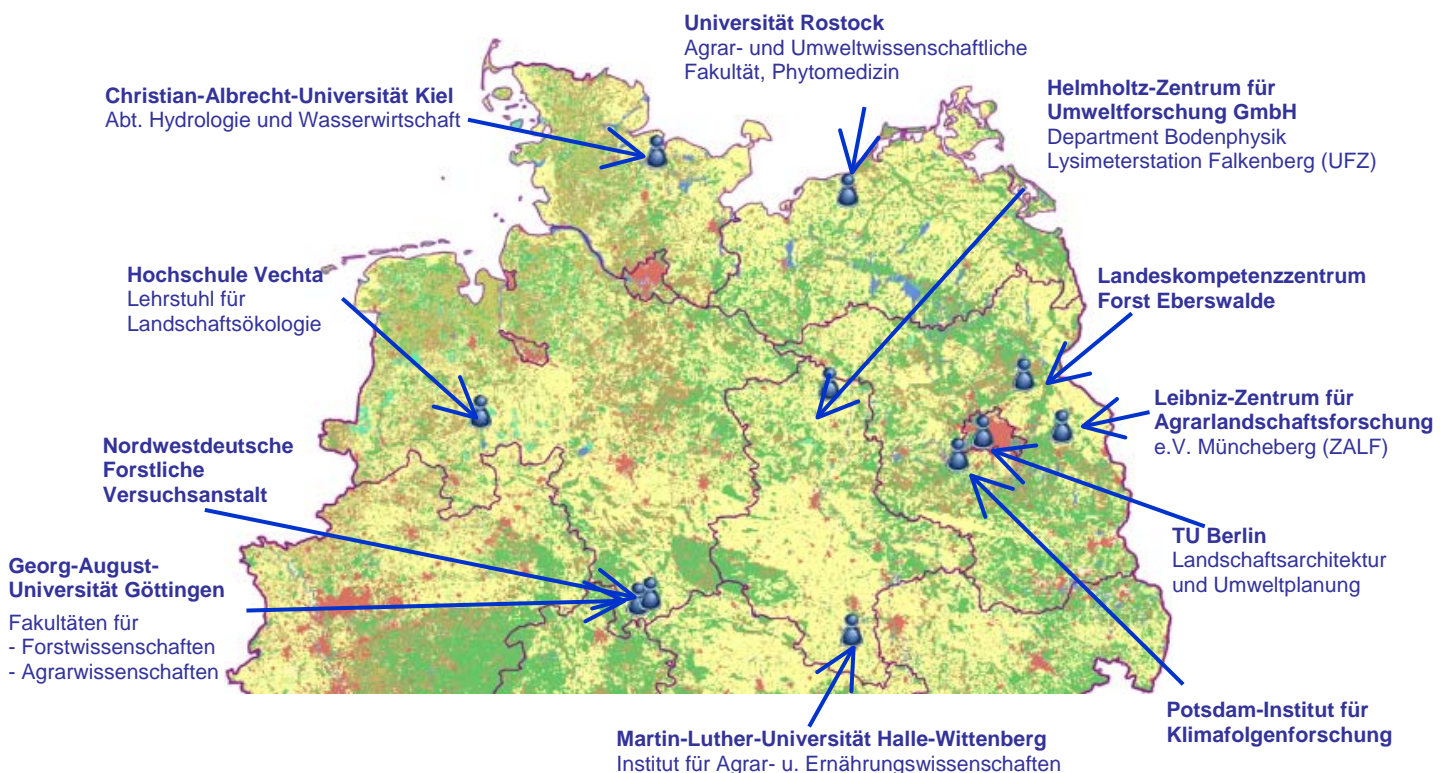 Universität Rostock
Agrar- und Umweltwissenschaftliche
Fakultät, Phytomedizin
Christian-Albrecht-Universität Kiel
Abt. Hydrologie und Wasserwirtschaft
Helmholtz-Zentrum für
Umweltforschung GmbH
Department Bodenphysik
Lysimeterstation Falkenberg (UFZ)
Hochschule Vechta
Lehrstuhl für
Landschaftsökologie
Landeskompetenzzentrum
Forst Eberswalde
Leibniz-Zentrum für
Agrarlandschaftsforschung
e.V. Müncheberg (ZALF)
Nordwestdeutsche
Forstliche
Versuchsanstalt
TU Berlin
Landschaftsarchitektur
und Umweltplanung
Georg-August-
Universität Göttingen
Fakultäten für
- Forstwissenschaften
- Agrarwissenschaften
Potsdam-Institut für
Klimafolgenforschung
Martin-Luther-Universität Halle-Wittenberg
Institut für Agrar- u. Ernährungswissenschaften